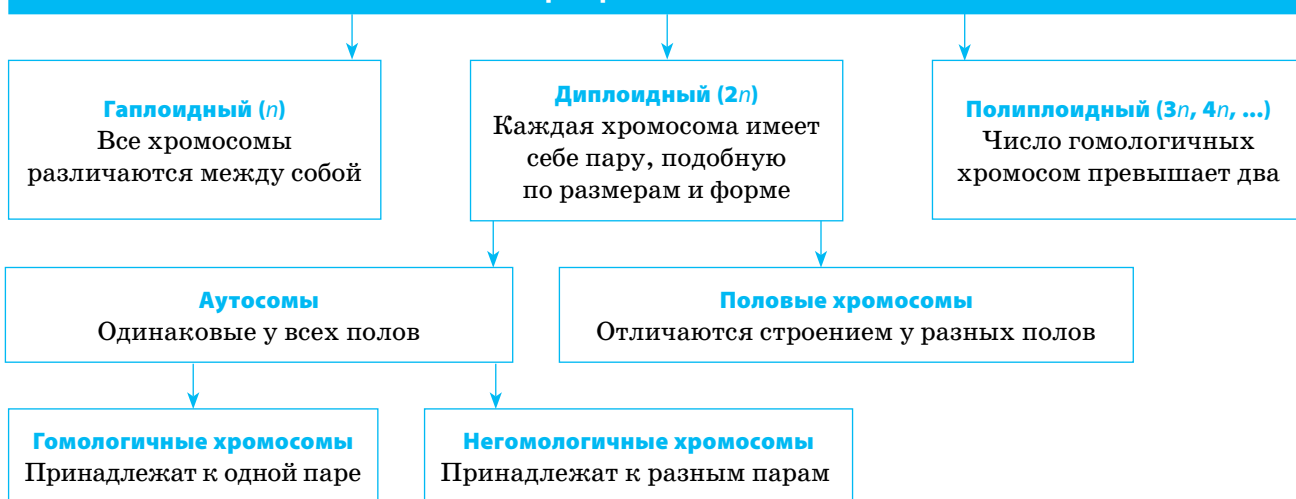 Гаплоидный (n)
Все хромосомы
различаются между собой
Диплоидный (2n)
Каждая хромосома имеет
себе пару, подобную
по размерам и форме
Полиплоидный (3n, 4n, ...)
Число гомологичных
хромосом превышает два
Аутосомы
Одинаковые у всех полов
Половые хромосомы
Отличаются строением у разных полов
Гомологичные хромосомы
Принадлежат к одной паре
Негомологичные хромосомы
Принадлежат к разным парам